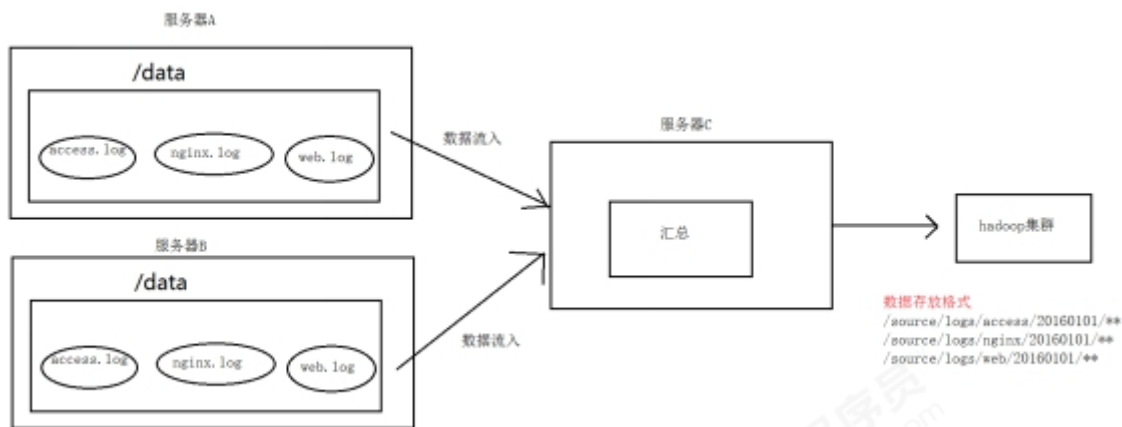 服务器A
/data
access.log
nginx.log
web.log
数据流入
服务器C
汇总
hadoop集群
服务器B
/data
access.log
nginx.log
web.log
数据流入
数据存放格式
/source/logs/access/20160101/**
/source/logs/nginx/20160101/**
/source/logs/web/20160101/**
程序员